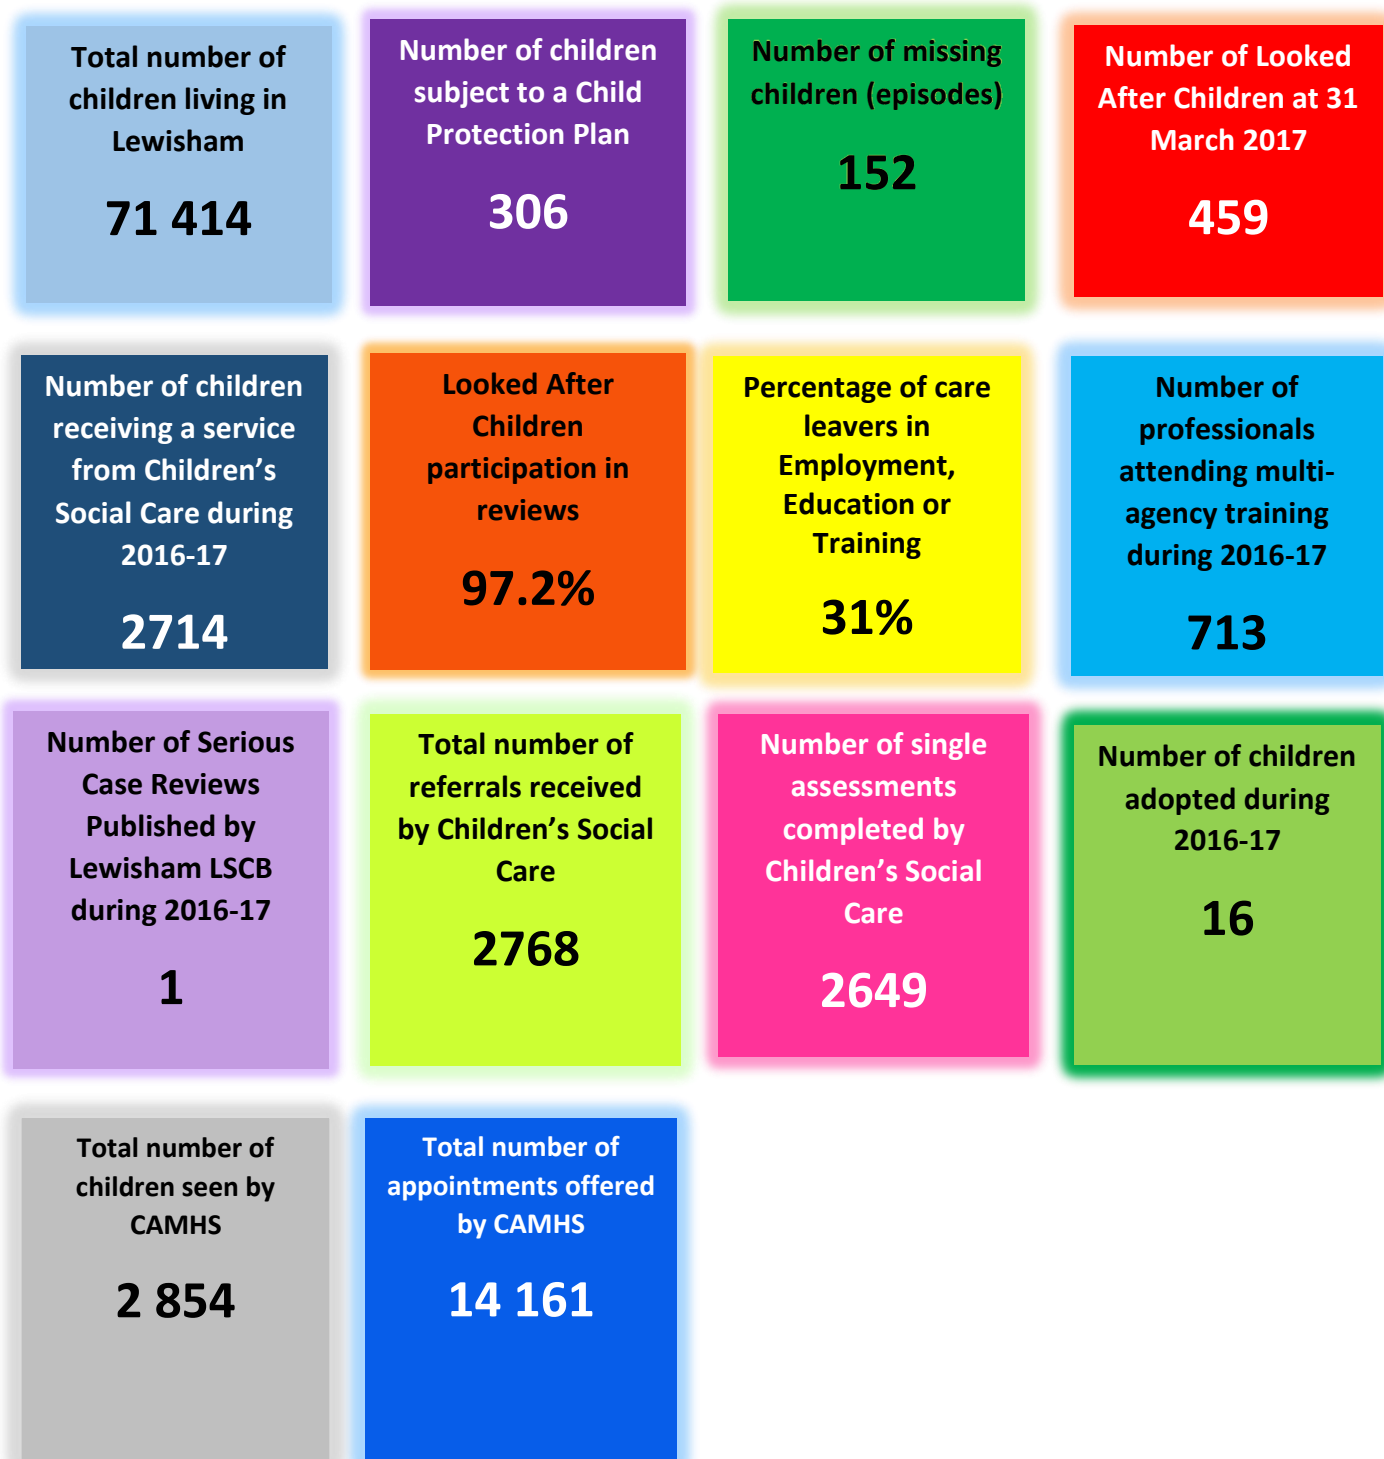 Total number of
children living in
Lewisham
71 414
Number of children
subject to a Child
Protection Plan
306
Number of missing
children (episodes)
152
Number of Looked
After Children at 31
March 2017
459
Number of children
receiving a service
from Children’s
Social Care during
2016-17
2714
Looked After
Children
participation in
reviews
97.2%
Percentage of care
leavers in
Employment,
Education or
Training
31%
Number of
professionals
attending multi-
agency training
during 2016-17
713
Number of Serious
Case Reviews
Published by
Lewisham LSCB
during 2016-17
1
Total number of
referrals received
by Children’s Social
Care
2768
Number of single
assessments
completed by
Children’s Social
Care
2649
Number of children
adopted during
2016-17
16
Total number of
children seen by
CAMHS
2 854
Total number of
appointments offered
by CAMHS
14 161